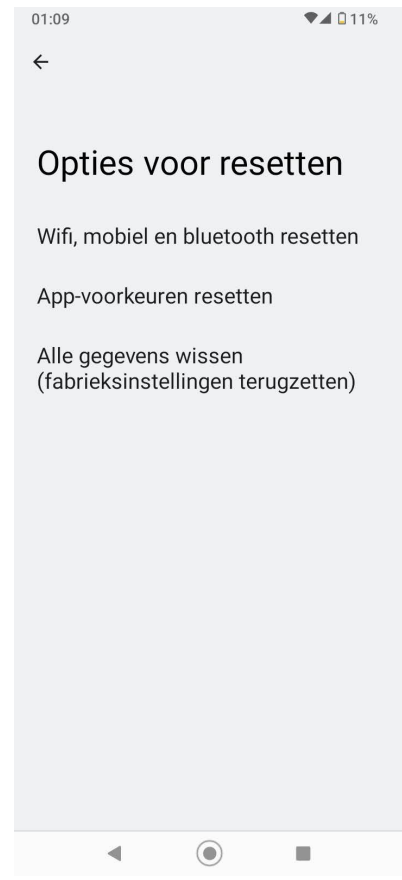 01:09 11%
Opties voor resetten
Wifi, mobiel en bluetooth resetten
App-voorkeuren resetten
Alle gegevens wissen
(fabrieksinstellingen terugzetten)